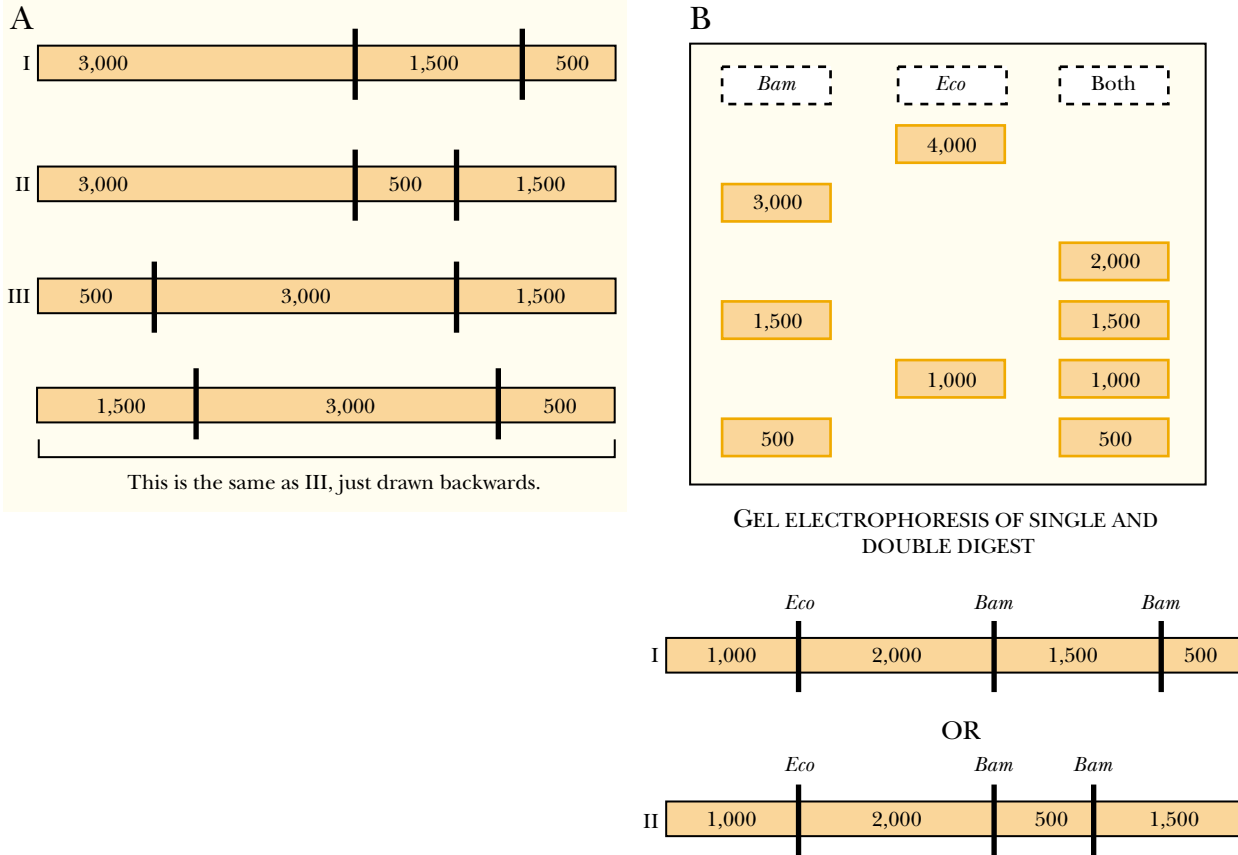 A
I 3,000 1,500 500
II 3,000 500 1,500
III 500 3,000 1,500
1,500 3,000 500
This is the same as III, just drawn backwards.
B
Bam Eco Both
4,000
3,000
2,000
1,500 1,500
1,000 1,000
500 500
GEL ELECTROPHORESIS OF SINGLE AND
DOUBLE DIGEST
Eco Bam Bam
I 1,000 2,000 1,500 500
OR
Eco Bam Bam
II 1,000 2,000 500 1,500